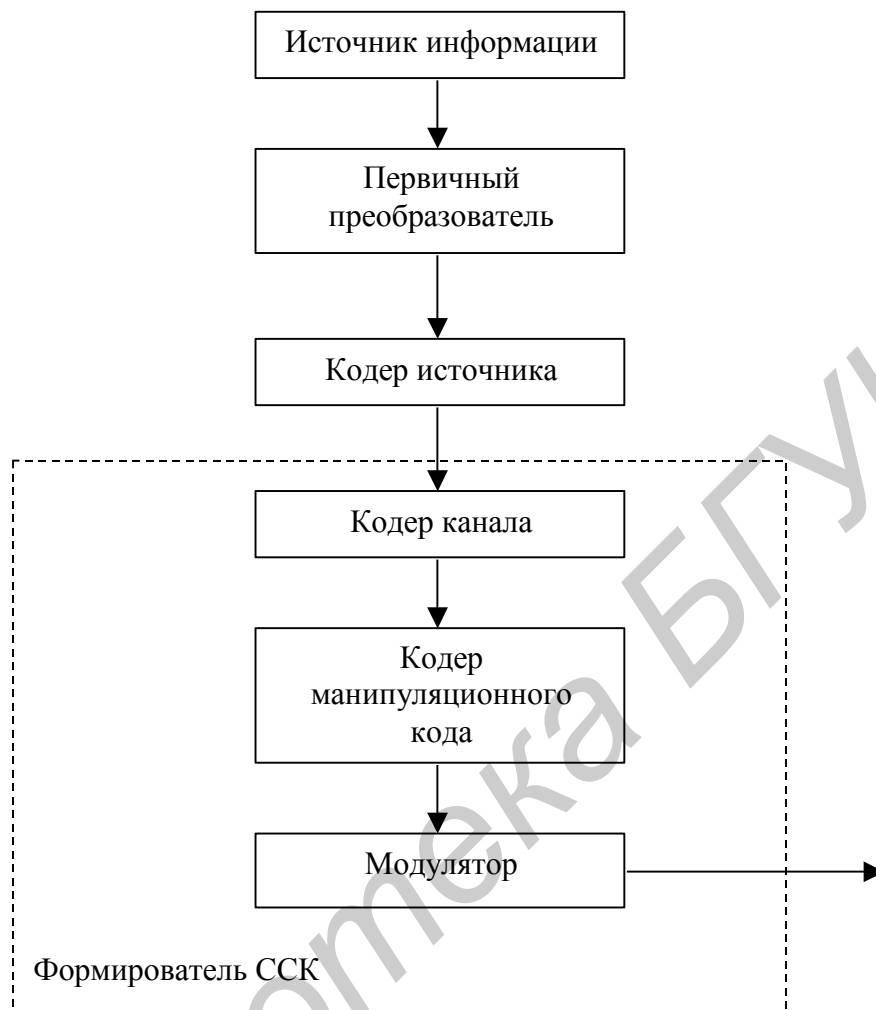 Источник информации
Первичный
преобразователь
Кодер источника
Кодер канала
Кодер
манипуляционного
кода
Модулятор
Формирователь ССК